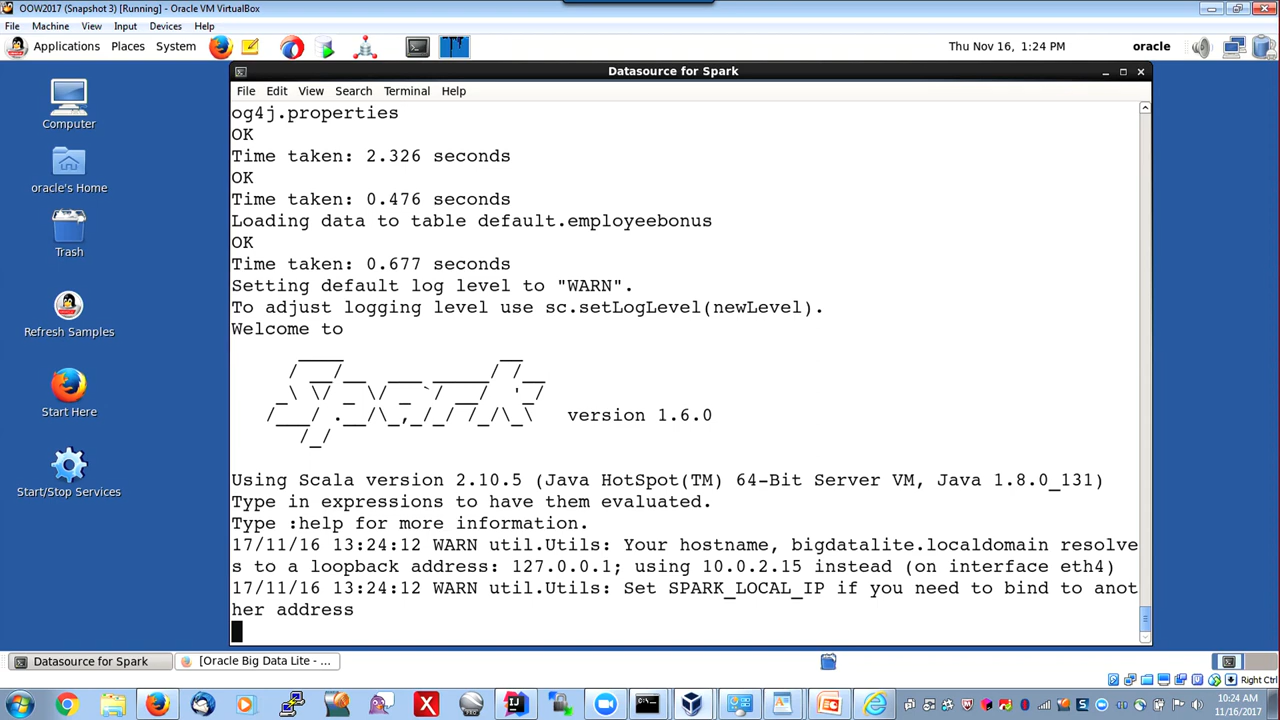 OOW2017 (Snapshot 3) [Running] - Oracle VM VirtualBox
File Machine View Input Devices Help
Applications Places System Thu Nov 16, 1:24 PM oracle
Datasource for Spark
File Edit View Search Terminal Help
og4j.properties
OK
Time taken: 2.326 seconds
OK
Time taken: 0.476 seconds
Loading data to table default.employeebonus
OK
Time taken: 0.677 seconds
Setting default log level to "WARN".
To adjust logging level use sc.setLogLevel(newLevel).
Welcome to
Spark version 1.6.0
Using Scala version 2.10.5 (Java HotSpot(TM) 64-Bit Server VM, Java 1.8.0_131)
Type in expressions to have them evaluated.
Type :help for more information.
17/11/16 13:24:12 WARN util.Utils: Your hostname, bigdatalite.localdomain resolve
s to a loopback address: 127.0.0.1; using 10.0.2.15 instead (on interface eth4)
17/11/16 13:24:12 WARN util.Utils: Set SPARK_LOCAL_IP if you need to bind to anot
her address
Computer
oracle's Home
Trash
Refresh Samples
Start Here
Start/Stop Services
Datasource for Spark
[Oracle Big Data Lite - ...
Right Ctrl
10:24 AM
11/16/2017